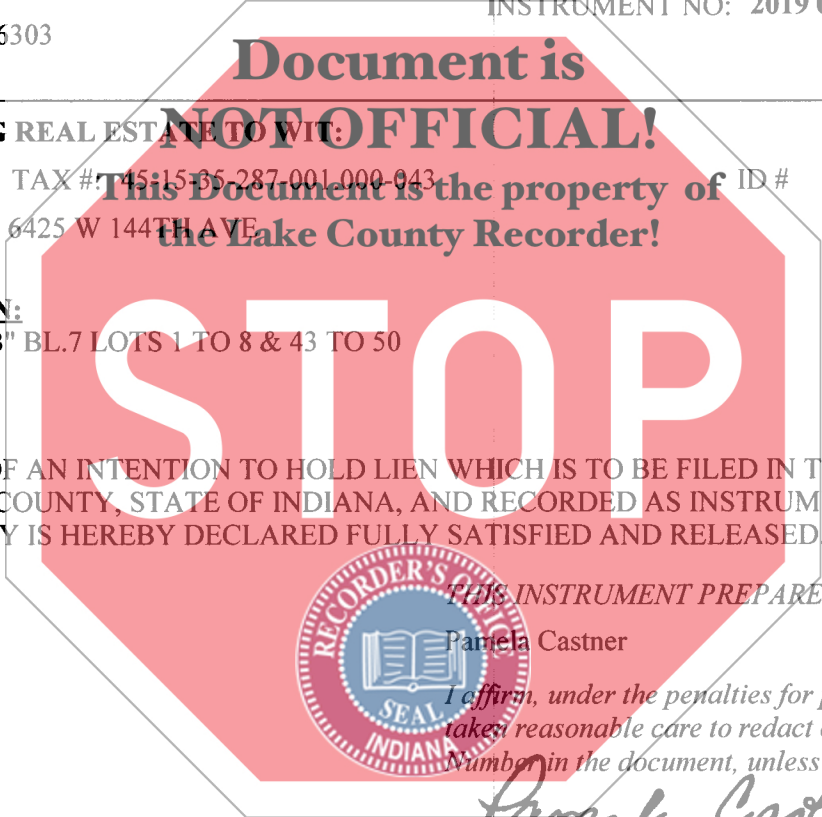 INSTRUMENT NO: 2019
6303
Document is
NOT OFFICIAL!
REAL ESTATE TO WIT:
TAX #: 45-15-35-287-001.000-043 ID #
This Document is the property of
6425 W 144TH AVE
the Lake County Recorder!
N:
" BL.7 LOTS 1 TO 8 & 43 TO 50
STOP
OF AN INTENTION TO HOLD LIEN WHICH IS TO BE FILED IN T
COUNTY, STATE OF INDIANA, AND RECORDED AS INSTRUM
Y IS HEREBY DECLARED FULLY SATISFIED AND RELEASED.
RECORDER'S OFFICE
SEAL
INDIANA
THIS INSTRUMENT PREPARE
Pamela Castner
I affirm, under the penalties for p
taken reasonable care to redact
Number in the document, unless